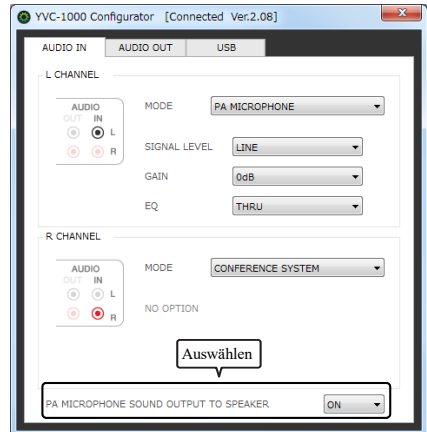 YVC-1000 Configurator [Connected Ver.2.08]
AUDIO IN AUDIO OUT USB
L CHANNEL
AUDIO
OUT IN
L
R
MODE PA MICROPHONE
SIGNAL LEVEL LINE
GAIN 0dB
EQ THRU
R CHANNEL
AUDIO
OUT IN
L
R
MODE CONFERENCE SYSTEM
NO OPTION
Auswählen
PA MICROPHONE SOUND OUTPUT TO SPEAKER ON